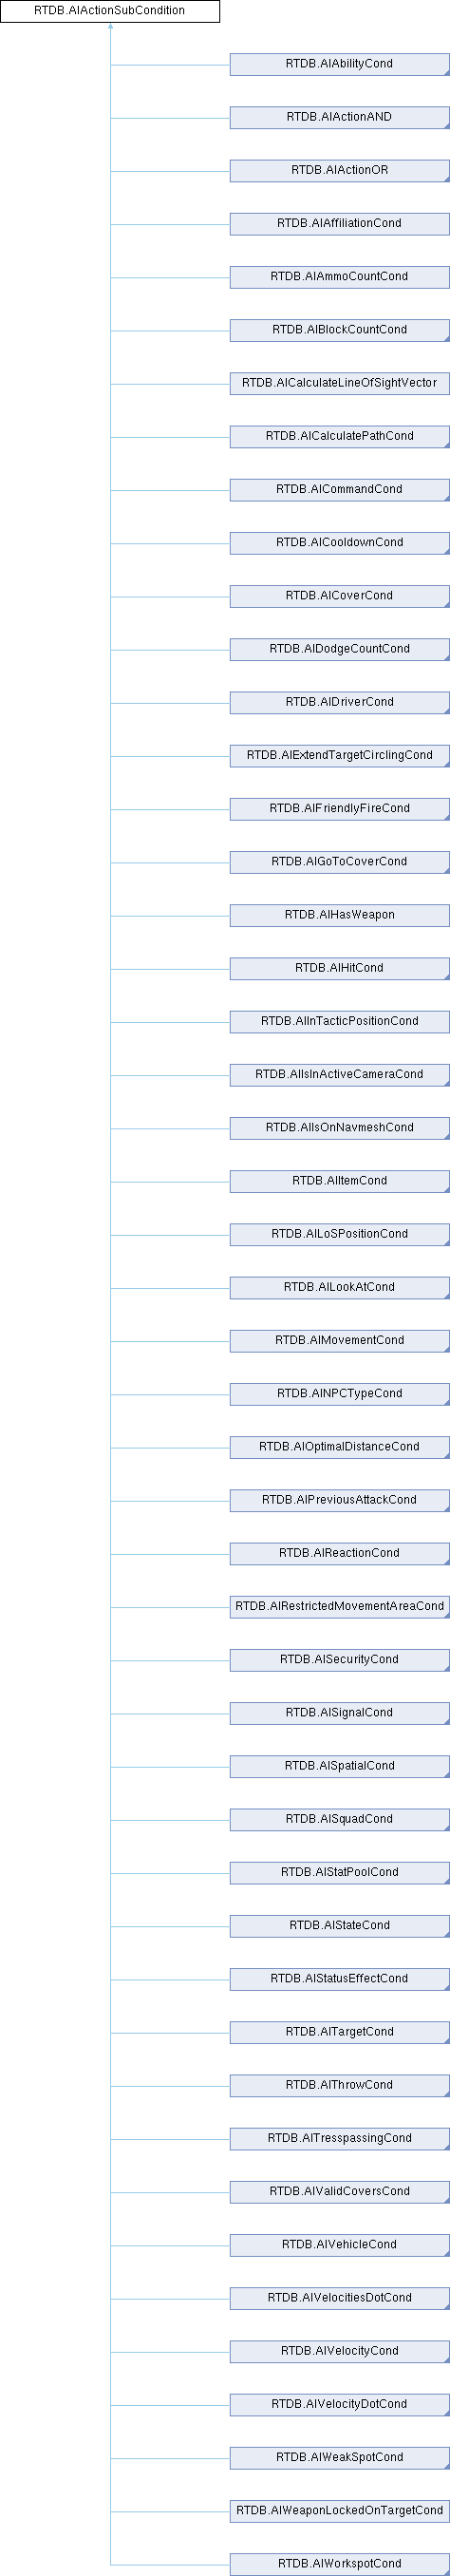 RTDB.AIActionSubCondition
RTDB.AIAbilityCond
RTDB.AIActionAND
RTDB.AIActionOR
RTDB.AIAffiliationCond
RTDB.AIAmmoCountCond
RTDB.AIBlockCountCond
RTDB.AICalculateLineOfSightVector
RTDB.AICalculatePathCond
RTDB.AICommandCond
RTDB.AICooldownCond
RTDB.AICoverCond
RTDB.AIDodgeCountCond
RTDB.AIDriverCond
RTDB.AIExtendTargetCirclingCond
RTDB.AIFriendlyFireCond
RTDB.AIGoToCoverCond
RTDB.AIHasWeapon
RTDB.AIHitCond
RTDB.AIInTacticPositionCond
RTDB.AIIsInActiveCameraCond
RTDB.AIIsOnNavmeshCond
RTDB.AIItemCond
RTDB.AILoSPositionCond
RTDB.AILookAtCond
RTDB.AIMovementCond
RTDB.AINPCTypeCond
RTDB.AIOptimalDistanceCond
RTDB.AIPreviousAttackCond
RTDB.AIReactionCond
RTDB.AIRestrictedMovementAreaCond
RTDB.AISecurityCond
RTDB.AISignalCond
RTDB.AISpatialCond
RTDB.AISquadCond
RTDB.AIStatPoolCond
RTDB.AIStateCond
RTDB.AIStatusEffectCond
RTDB.AITargetCond
RTDB.AIThrowCond
RTDB.AITresspassingCond
RTDB.AIValidCoversCond
RTDB.AIVehicleCond
RTDB.AIVelocitiesDotCond
RTDB.AIVelocityCond
RTDB.AIVelocityDotCond
RTDB.AIWeakSpotCond
RTDB.AIWeaponLockedOnTargetCond
RTDB.AIWorkspotCond